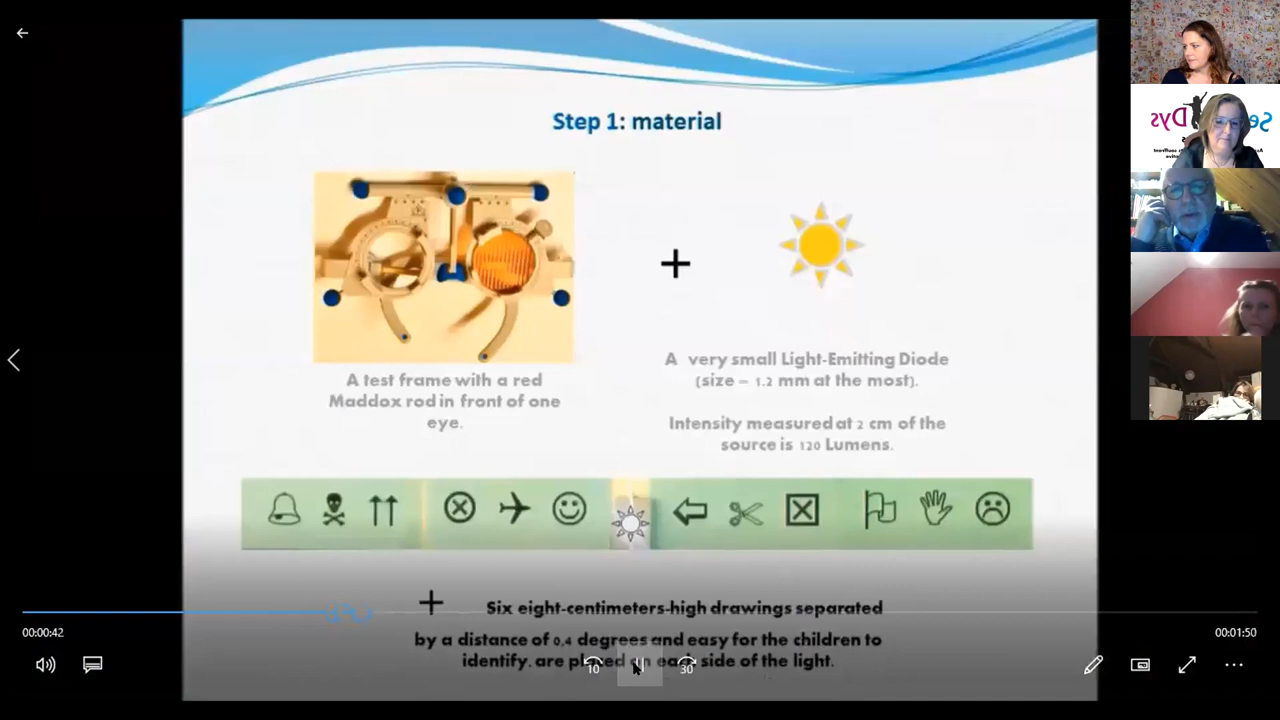 Step 1: material
A test frame with a red
Maddox rod in front of one
eye.
+
A very small Light-Emitting Diode
(size – 1.2 mm at the most).
Intensity measured at 2 cm of the
source is 120 Lumens.
+ Six eight-centimeters-high drawings separated
by a distance of 0,4 degrees and easy for the children to
identify, are placed on each side of the light.
00:00:42
00:01:50
10
30
Dys